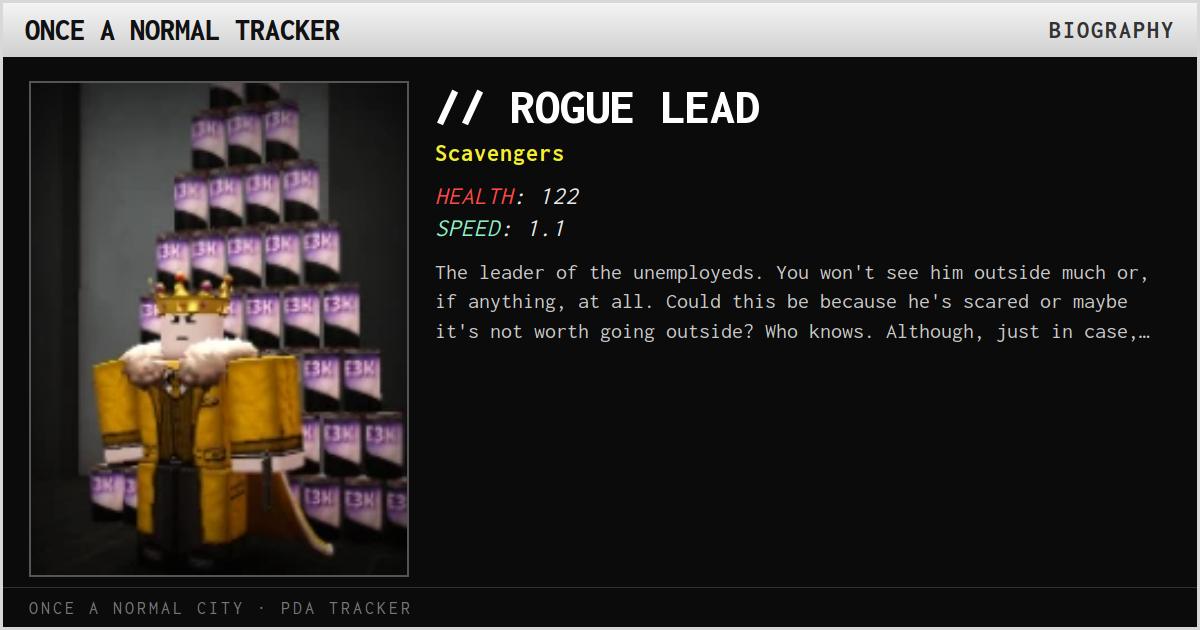 ONCE A NORMAL TRACKER
BIOGRAPHY
// ROGUE LEAD
Scavengers
HEALTH: 122
SPEED: 1.1
The leader of the unemployeds. You won't see him outside much or,
if anything, at all. Could this be because he's scared or maybe
it's not worth going outside? Who knows. Although, just in case,…
ONCE A NORMAL CITY · PDA TRACKER